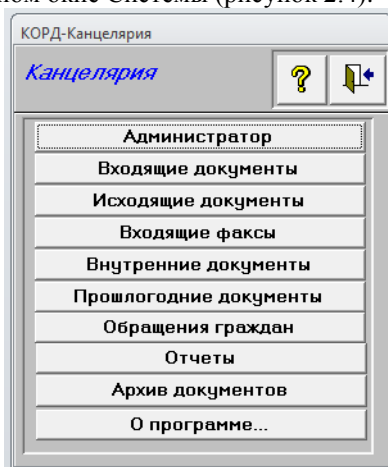 ном окне Системы (рисунок 2.4).
КОРД-Канцелярия
Канцелярия
?
Администратор
Входящие документы
Исходящие документы
Входящие факсы
Внутренние документы
Прошлогодние документы
Обращения граждан
Отчеты
Архив документов
О программе...